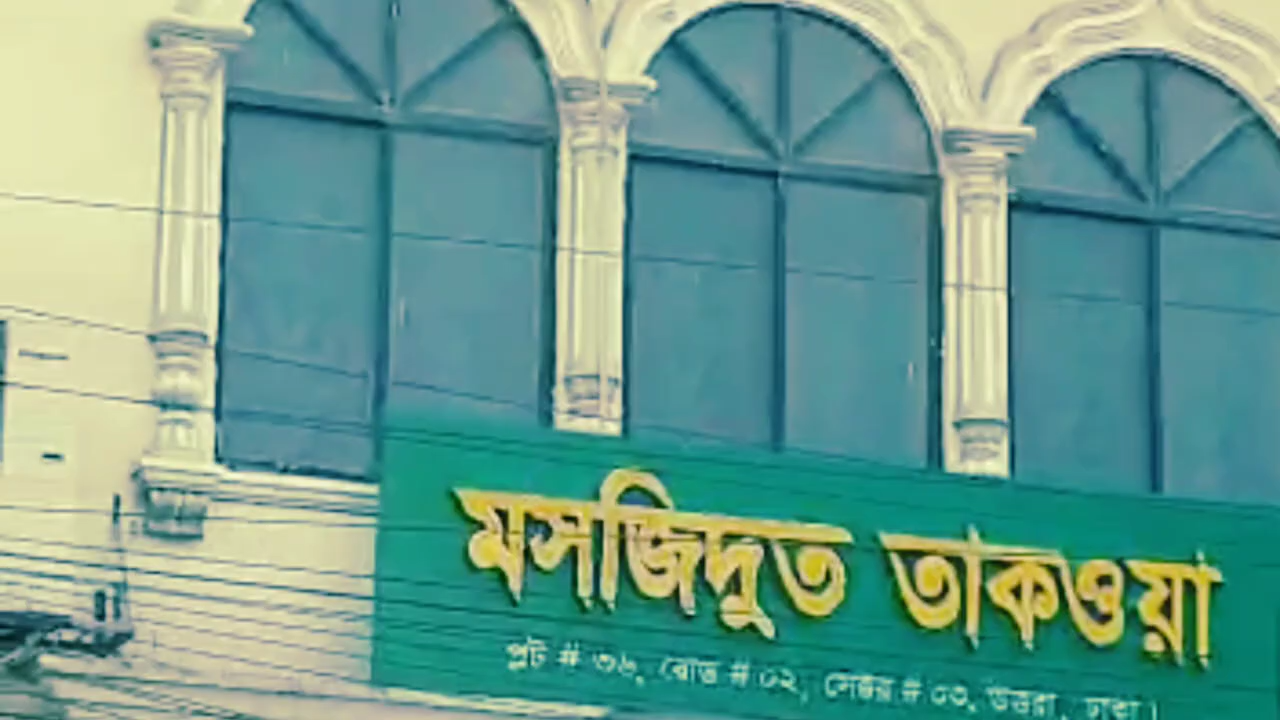 মসজিদুত তাকওয়া
প্লট # ৩৬, রোড # ০২, সেক্টর # ০৩, উত্তরা, ঢাকা।